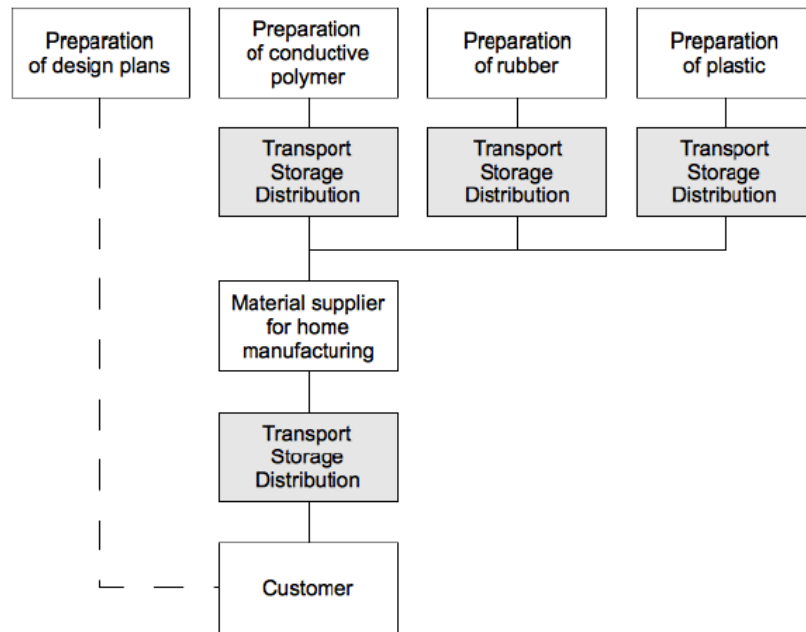 Preparation
of design plans
Preparation
of conductive
polymer
Preparation
of rubber
Preparation
of plastic
Transport
Storage
Distribution
Transport
Storage
Distribution
Transport
Storage
Distribution
Material supplier
for home
manufacturing
Transport
Storage
Distribution
Customer